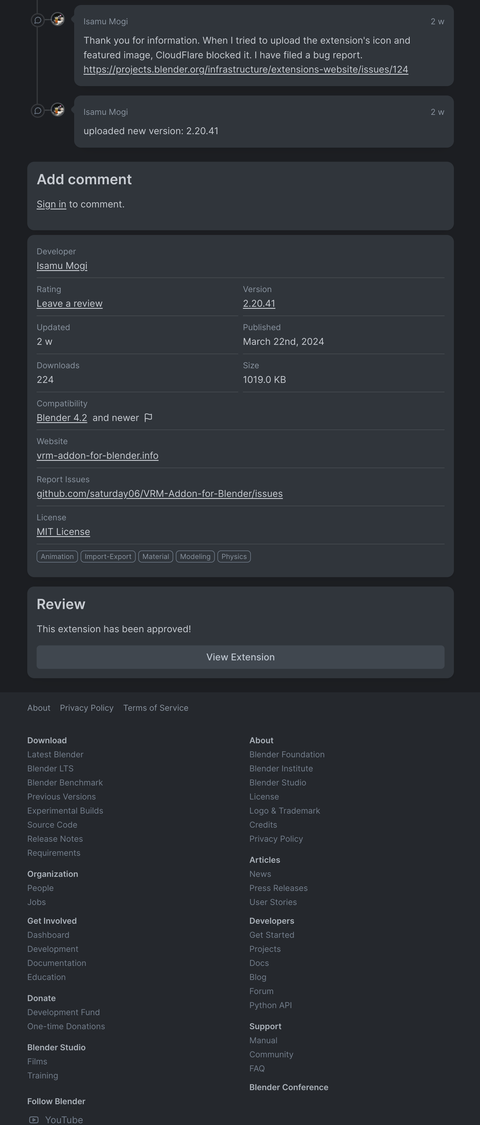 Isamu Mogi 2 w
Thank you for information. When I tried to upload the extension's icon and
featured image, CloudFlare blocked it. I have filed a bug report.
https://projects.blender.org/infrastructure/extensions-website/issues/124
Isamu Mogi 2 w
uploaded new version: 2.20.41
Add comment
Sign in to comment.
Developer
Isamu Mogi
Rating Version
Leave a review 2.20.41
Updated Published
2 w March 22nd, 2024
Downloads Size
224 1019.0 KB
Compatibility
Blender 4.2 and newer
Website
vrm-addon-for-blender.info
Report Issues
github.com/saturday06/VRM-Addon-for-Blender/issues
License
MIT License
Animation Import-Export Material Modeling Physics
Review
This extension has been approved!
View Extension
About Privacy Policy Terms of Service
Download
Latest Blender
Blender LTS
Blender Benchmark
Previous Versions
Experimental Builds
Source Code
Release Notes
Requirements
Organization
People
Jobs
Get Involved
Dashboard
Development
Documentation
Education
Donate
Development Fund
One-time Donations
Blender Studio
Films
Training
About
Blender Foundation
Blender Institute
Blender Studio
License
Logo & Trademark
Credits
Privacy Policy
Articles
News
Press Releases
User Stories
Developers
Get Started
Projects
Docs
Blog
Forum
Python API
Support
Manual
Community
FAQ
Blender Conference
Follow Blender
YouTube